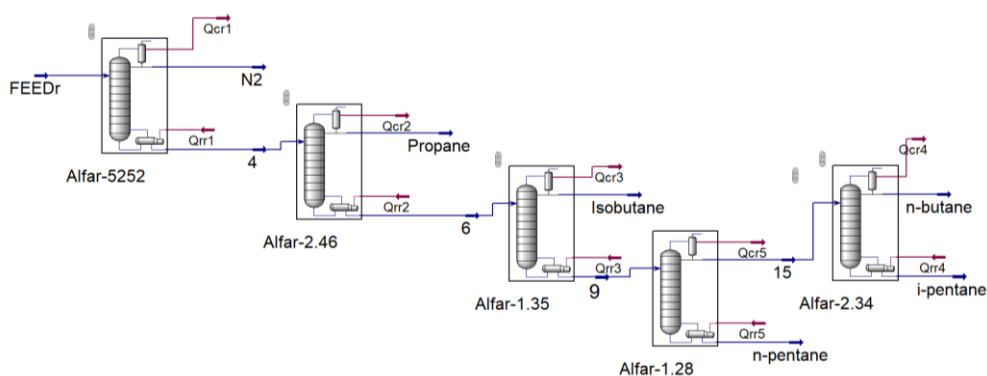 Qcr1
FEEDr
N2
Qrr1
4
Alfar-5252
Qcr2
Propane
Qrr2
6
Alfar-2.46
Qcr3
Isobutane
Qrr3
9
Alfar-1.35
Qcr5
15
Qrr5
n-pentane
Alfar-1.28
Qcr4
n-butane
Qrr4
i-pentane
Alfar-2.34